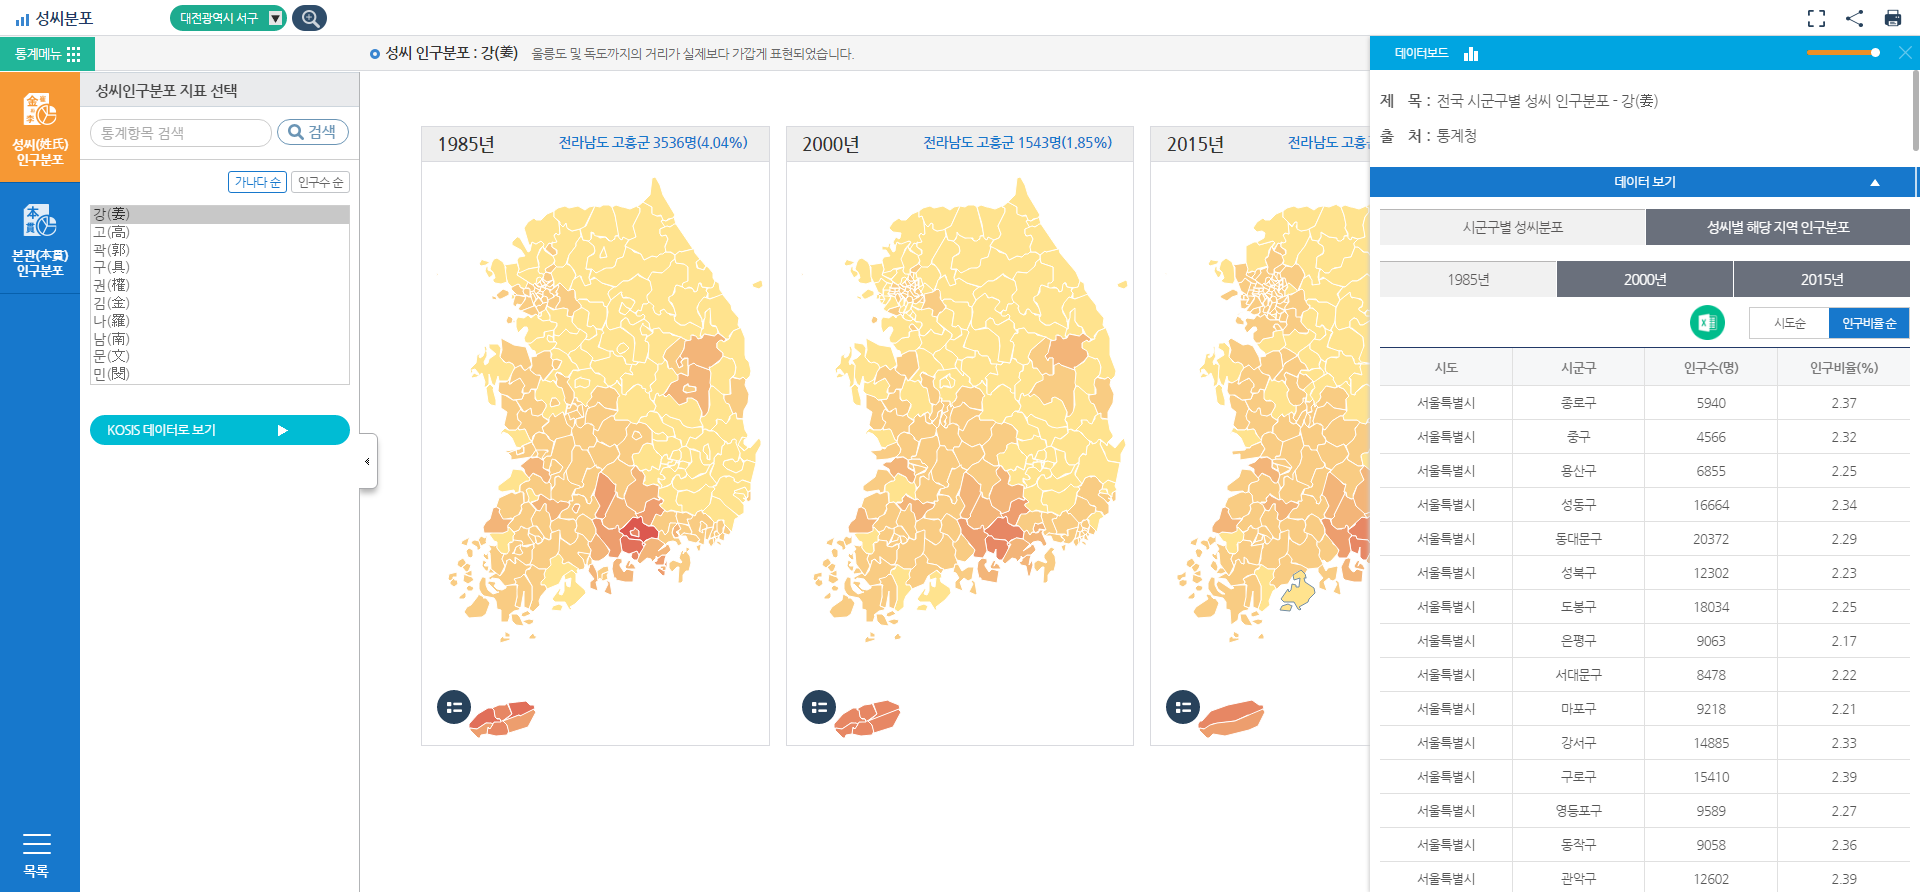 성씨분포
대전광역시 서구
통계메뉴
성씨 인구분포 : 강(姜) 울릉도 및 독도까지의 거리가 실제보다 가깝게 표현되었습니다.
데이터보드
성씨(姓氏)
인구분포
본관(本貫)
인구분포
목록
성씨인구분포 지표 선택
통계항목 검색
검색
가나다 순
인구수 순
강(姜)
고(高)
곽(郭)
구(具)
권(權)
김(金)
나(羅)
남(南)
문(文)
민(閔)
KOSIS 데이터로 보기
1985년 전라남도 고흥군 3536명(4.04%)
2000년 전라남도 고흥군 1543명(1.85%)
2015년 전라남도 고흥
제 목 : 전국 시군구별 성씨 인구분포 - 강(姜)
출 처 : 통계청
데이터 보기
시군구별 성씨분포 성씨별 해당 지역 인구분포
1985년 2000년 2015년
시도순 인구비율 순
시도 시군구 인구수(명) 인구비율(%)
서울특별시 종로구 5940 2.37
서울특별시 중구 4566 2.32
서울특별시 용산구 6855 2.25
서울특별시 성동구 16664 2.34
서울특별시 동대문구 20372 2.29
서울특별시 성북구 12302 2.23
서울특별시 도봉구 18034 2.25
서울특별시 은평구 9063 2.17
서울특별시 서대문구 8478 2.22
서울특별시 마포구 9218 2.21
서울특별시 강서구 14885 2.33
서울특별시 구로구 15410 2.39
서울특별시 영등포구 9589 2.27
서울특별시 동작구 9058 2.36
서울특별시 관악구 12602 2.39